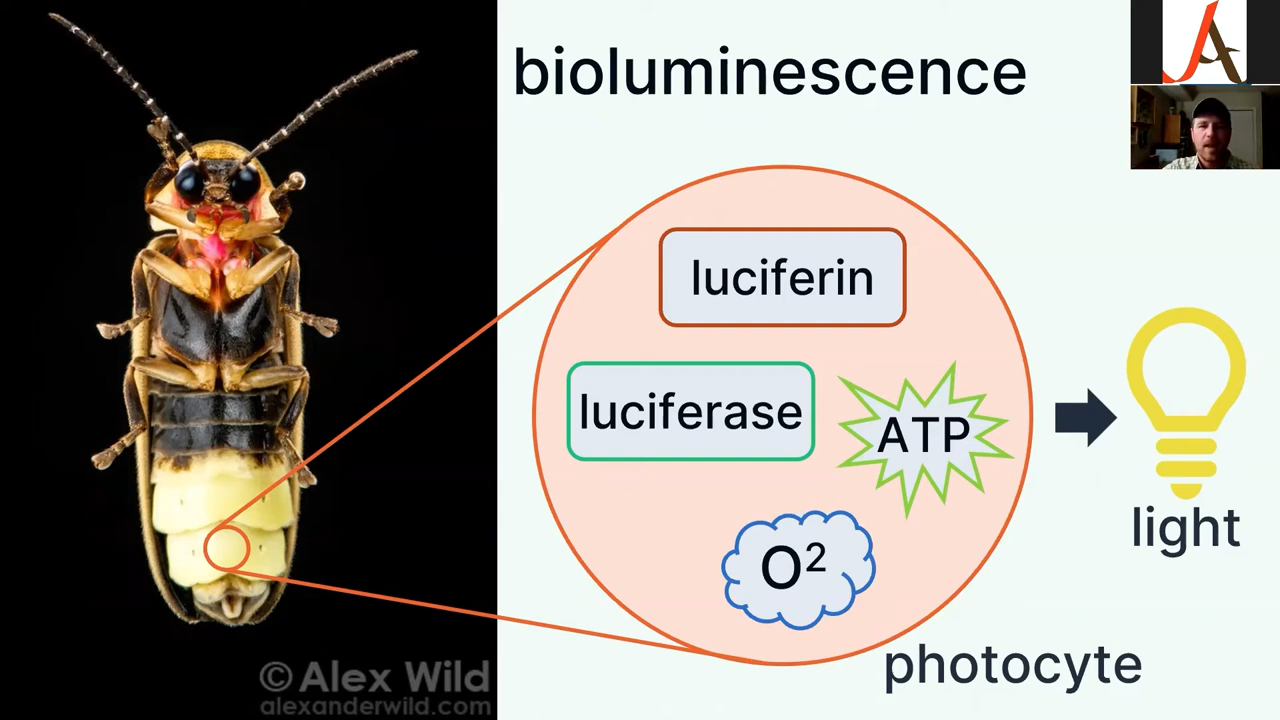 bioluminescence
luciferin
luciferase
ATP
O²
light
photocyte
© Alex Wild
alexanderwild.com